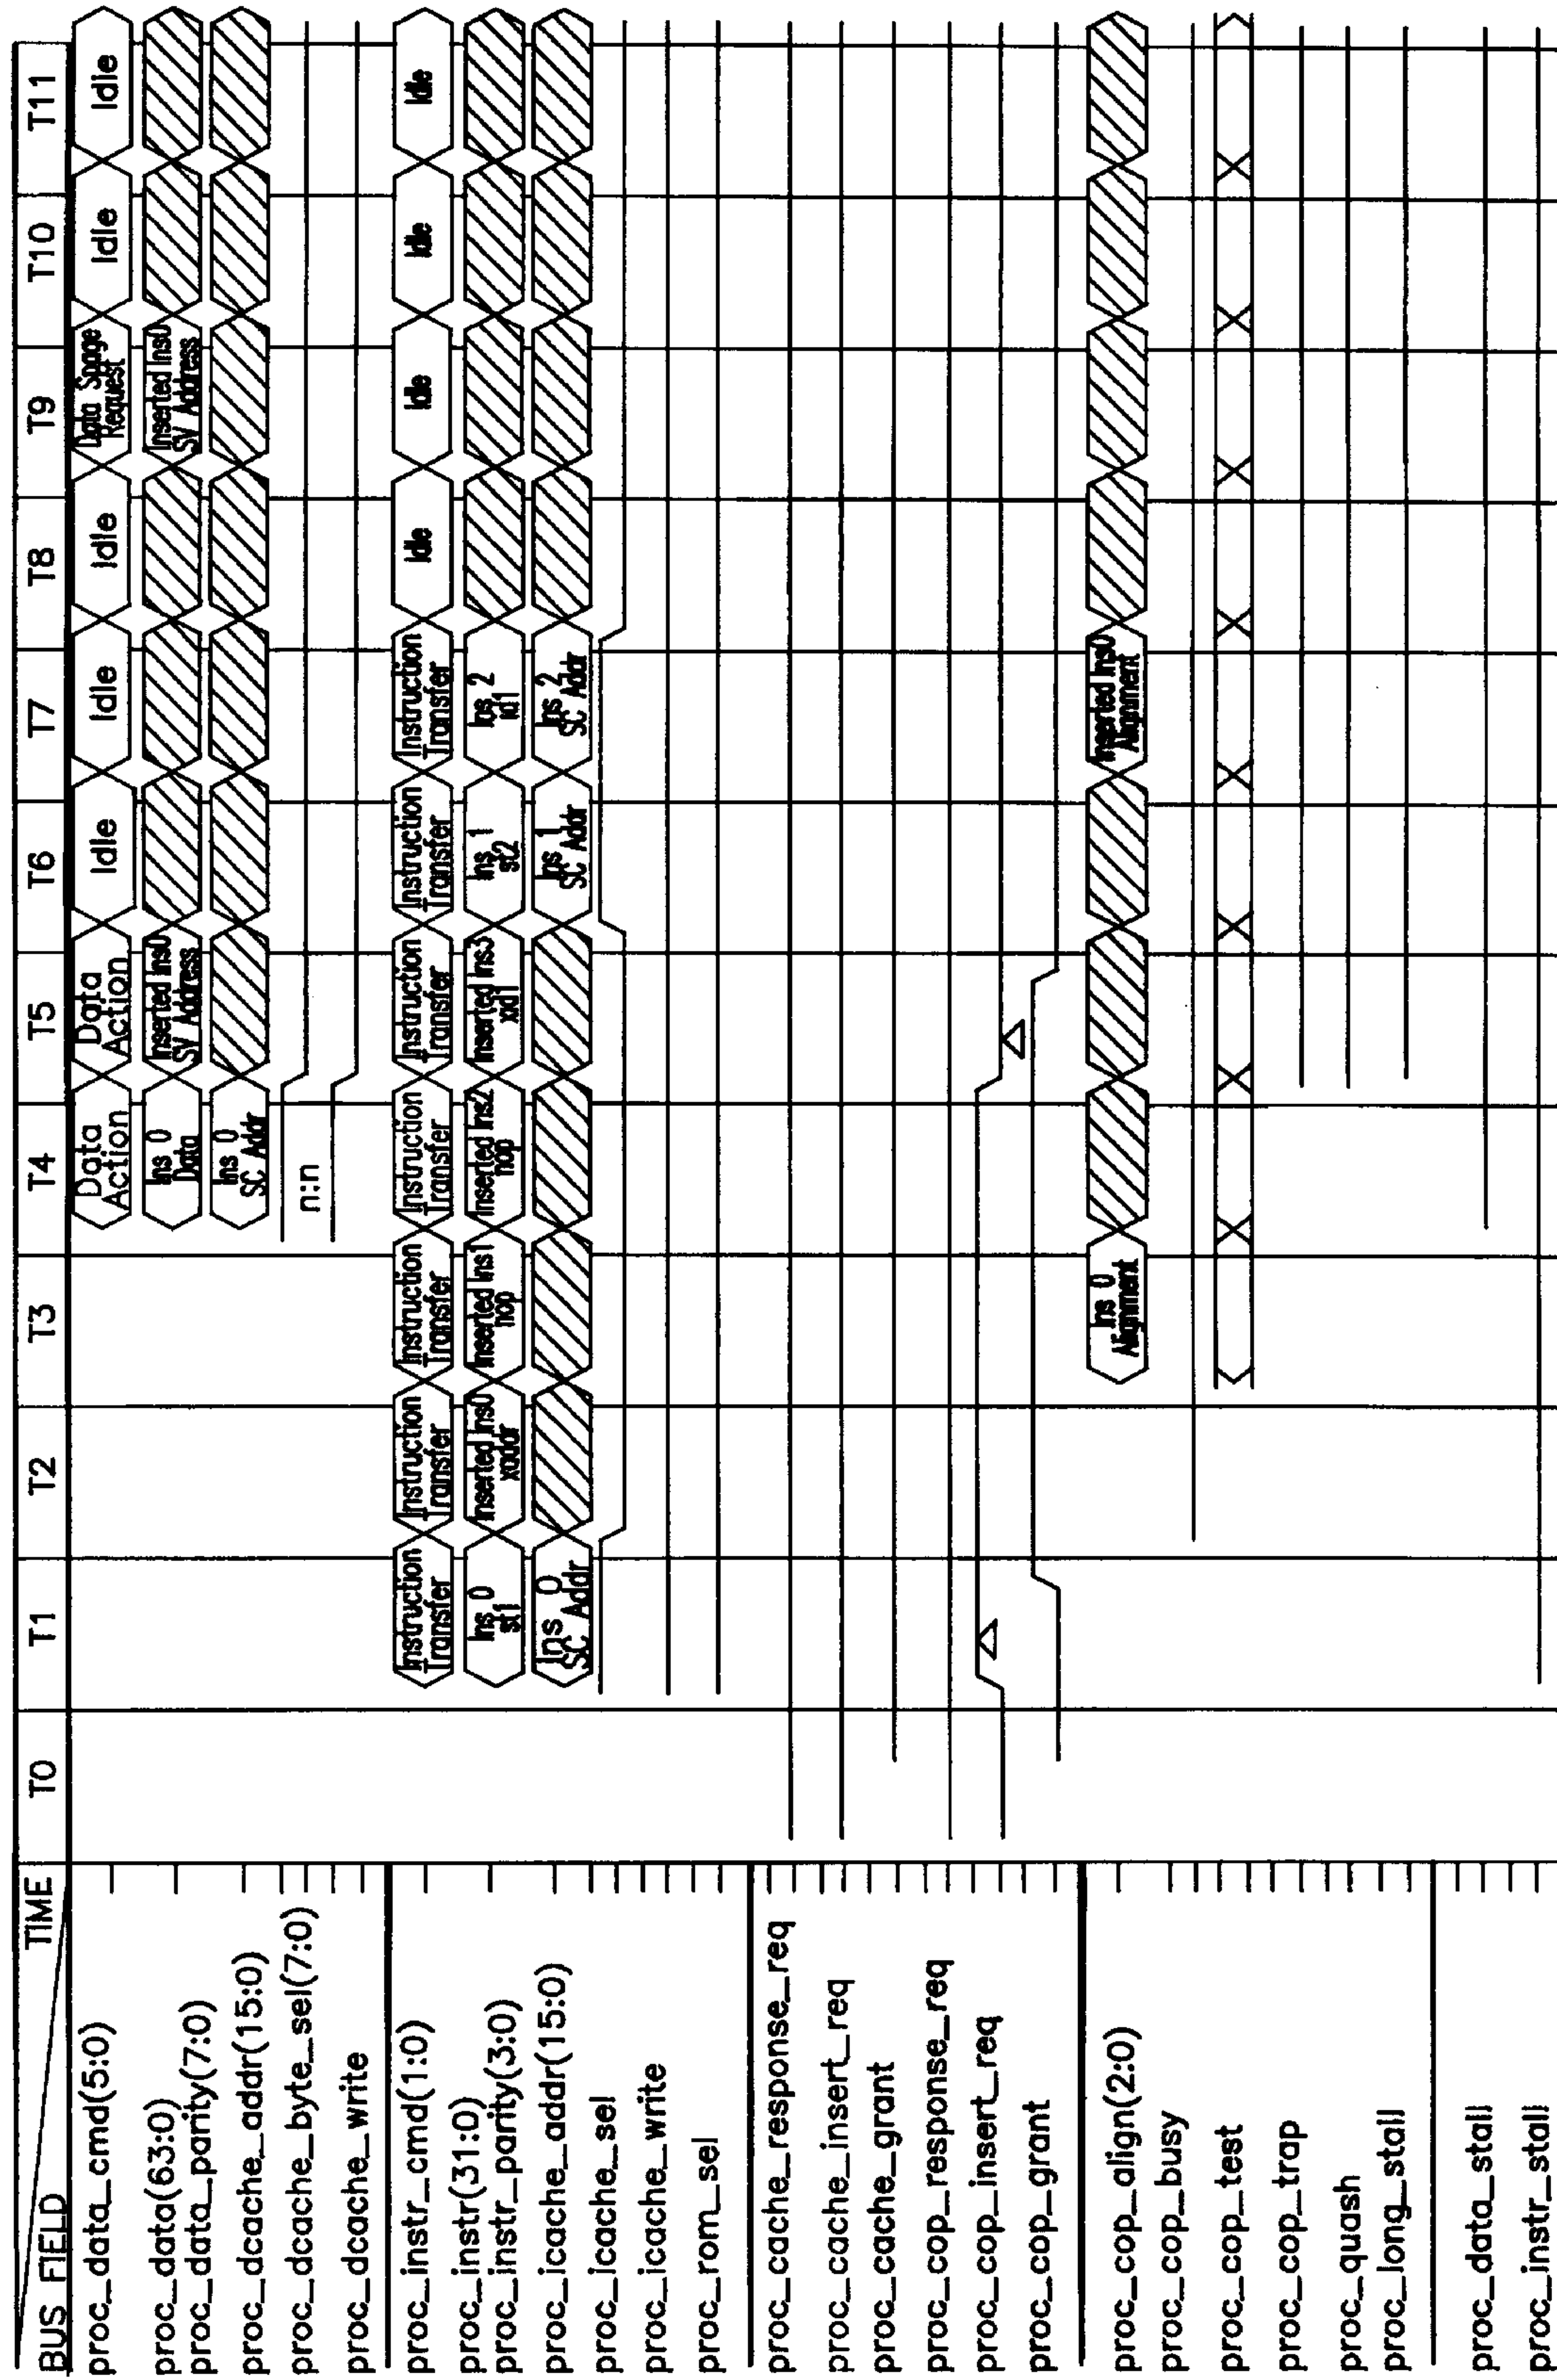 BUS FIELD TIME T0 T1 T2 T3 T4 T5 T6 T7 T8 T9 T10 T11
proc_data_cmd(5:0) Data Action Data Action Idle Idle Idle Data Space Request Idle Idle
proc_data(63:0) Ins 0 Data Inserted Ins0 SV Address Inserted Ins0 SV Address
proc_data_parity(7:0)
proc_dcache_addr(15:0) Ins 0 SC Addr
proc_dcache_byte_sel(7:0) n:n
proc_dcache_write
proc_instr_cmd(1:0) Instruction Transfer Instruction Transfer Instruction Transfer Instruction Transfer Instruction Transfer Instruction Transfer Instruction Transfer Idle Idle Idle Idle
proc_instr(31:0) Ins 0 st1 Inserted Ins0 xaddr Inserted Ins1 nop Inserted Ins2 nop Inserted Ins3 xld1 Ins 1 st2 Ins 2 ld1
proc_instr_parity(3:0)
proc_icache_addr(15:0) Ins 0 SC Addr Ins 1 SC Addr Ins 2 SC Addr
proc_icache_sel
proc_icache_write
proc_rom_sel
proc_cache_response_req
proc_cache_insert_req
proc_cache_grant
proc_cop_response_req
proc_cop_insert_req
proc_cop_grant
proc_cop_align(2:0) Ins 0 Alignment Inserted Ins0 Alignment
proc_cop_busy
proc_cop_test
proc_cop_trap
proc_quash
proc_long_stall
proc_data_stall
proc_instr_stall